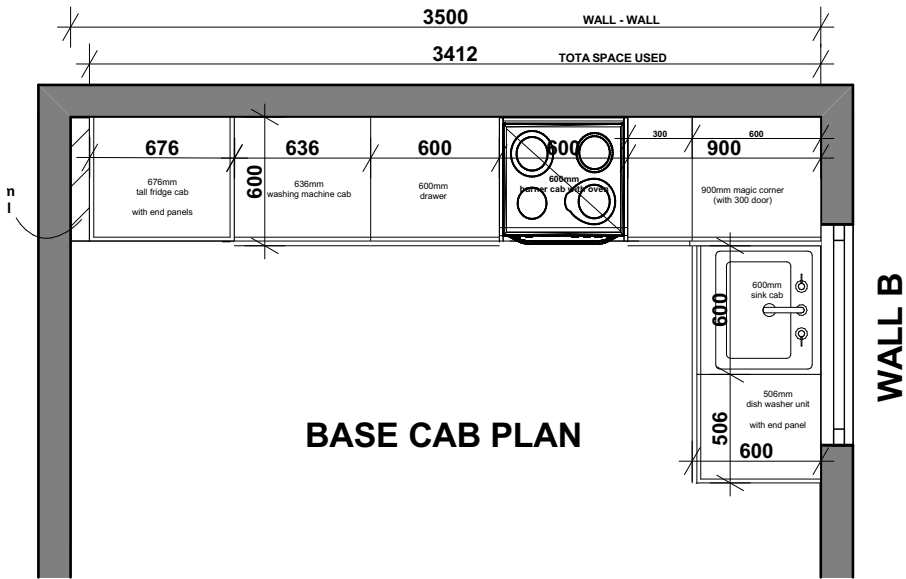 3500 WALL - WALL
3412 TOTA SPACE USED
300 600
676 636 600 600 900
600
676mm
tall fridge cab
with end panels
636mm
washing machine cab
600mm
drawer
600mm
burner cab with oven
900mm magic corner
(with 300 door)
n
l
600mm
sink cab
600
WALL B
506mm
dish washer unit
with end panel
506
600
BASE CAB PLAN